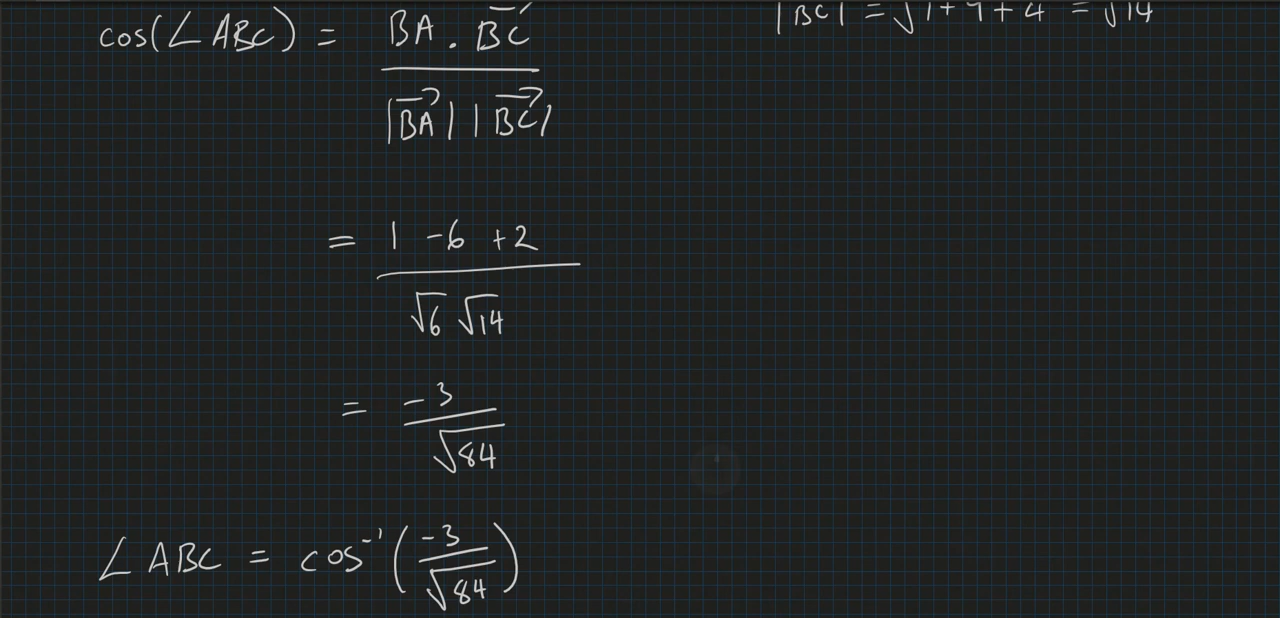 cos(∠ABC) = BA . BC
|BC| = √1+9+4 = √14
|BA| |BC|
= 1 -6 +2
√6 √14
= -3
√84
∠ABC = cos⁻¹(-3/√84)